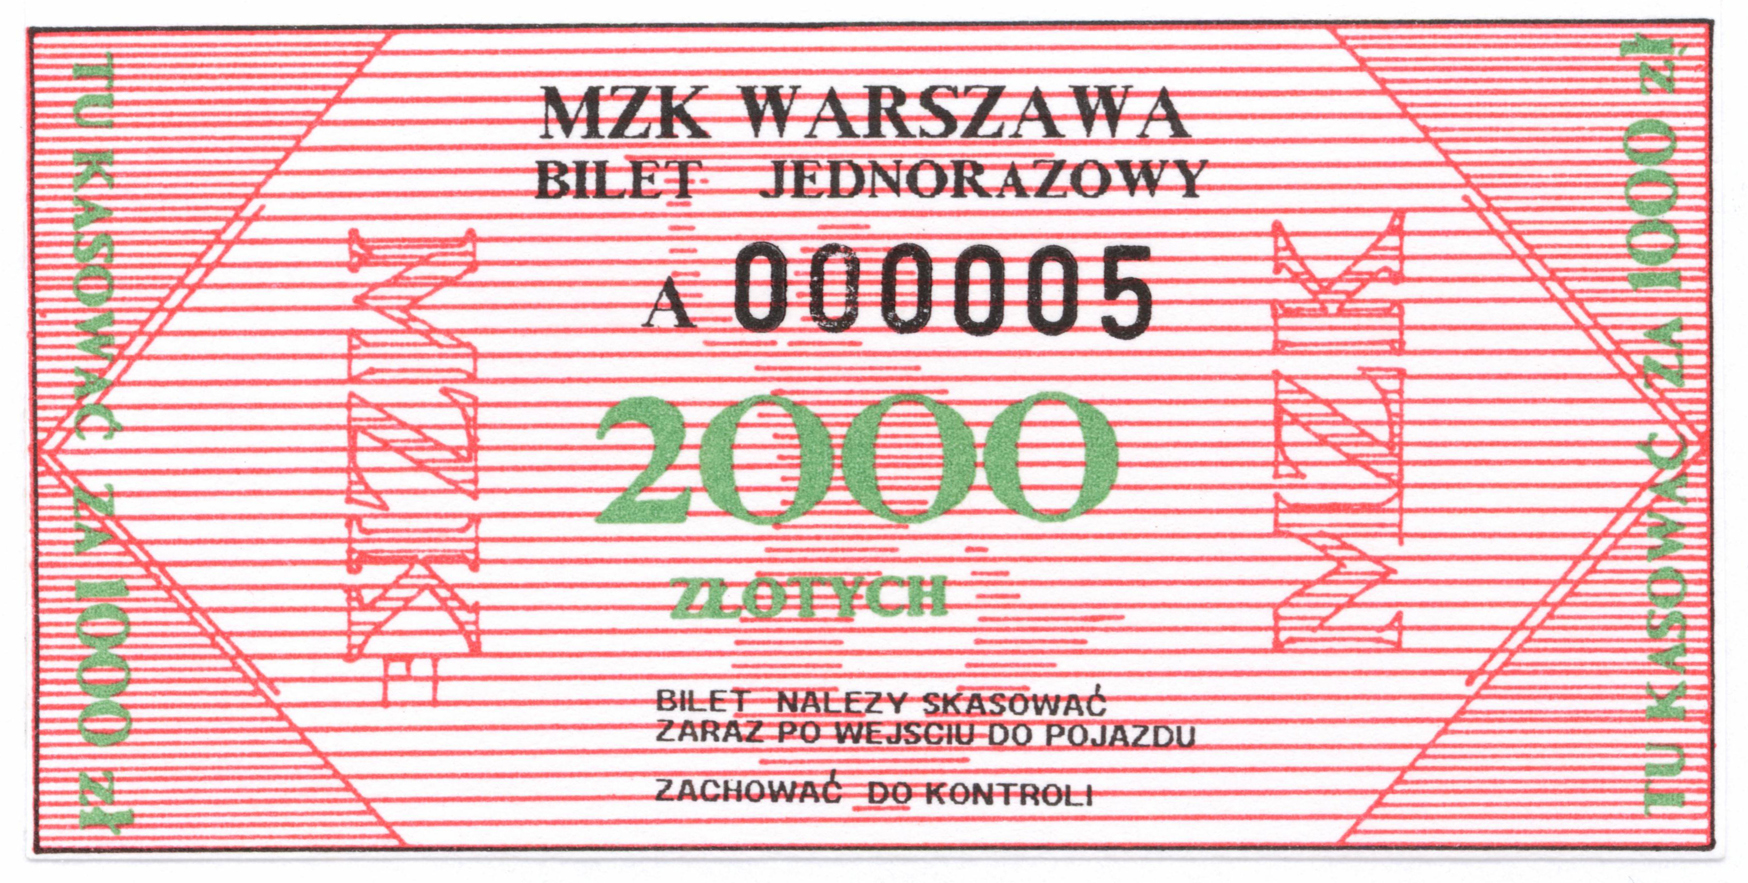 MZK WARSZAWA
BILET JEDNORAZOWY
A 000005
2000
ZŁOTYCH
BILET NALEZY SKASOWAĆ
ZARAZ PO WEJSCIU DO POJAZDU
ZACHOWAĆ DO KONTROLI
TU KASOWAĆ ZA 1000 zł
TU KASOWAĆ ZA 1000 zł
MZK
MZK